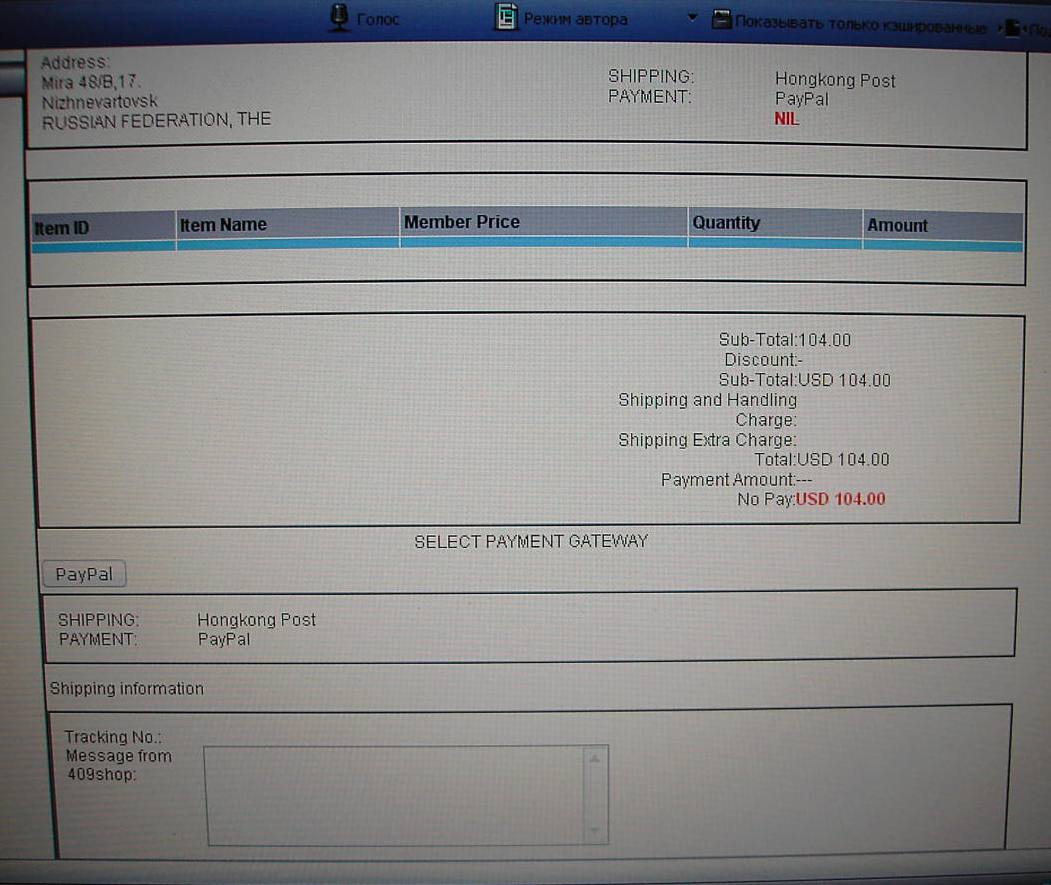 Голос
Режим автора
Показывать только кэшированные
Address:
Mira 48/B,17.
Nizhnevartovsk
RUSSIAN FEDERATION, THE
SHIPPING: Hongkong Post
PAYMENT: PayPal
NIL
Item ID Item Name Member Price Quantity Amount
Sub-Total:104.00
Discount:-
Sub-Total:USD 104.00
Shipping and Handling
Charge:
Shipping Extra Charge:
Total:USD 104.00
Payment Amount:---
No Pay:USD 104.00
SELECT PAYMENT GATEWAY
PayPal
SHIPPING: Hongkong Post
PAYMENT: PayPal
Shipping information
Tracking No.:
Message from
409shop: